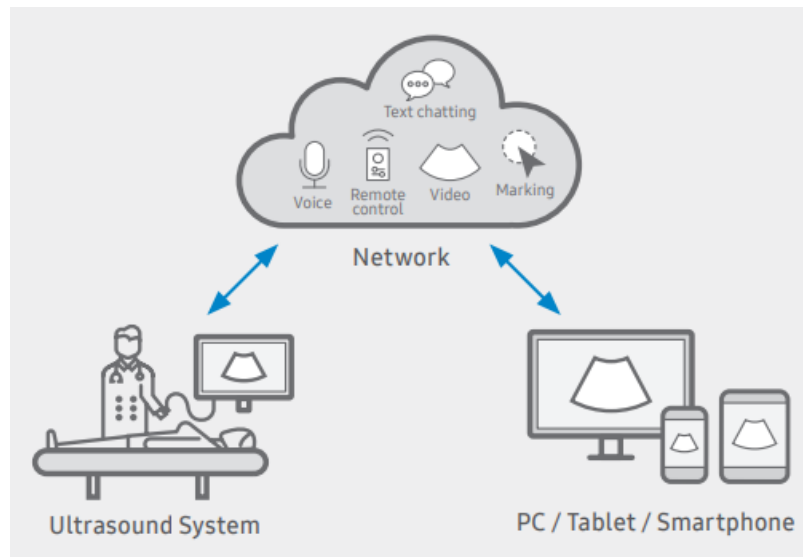 Text chatting
Voice
Remote
control
Video
Marking
Network
Ultrasound System
PC / Tablet / Smartphone